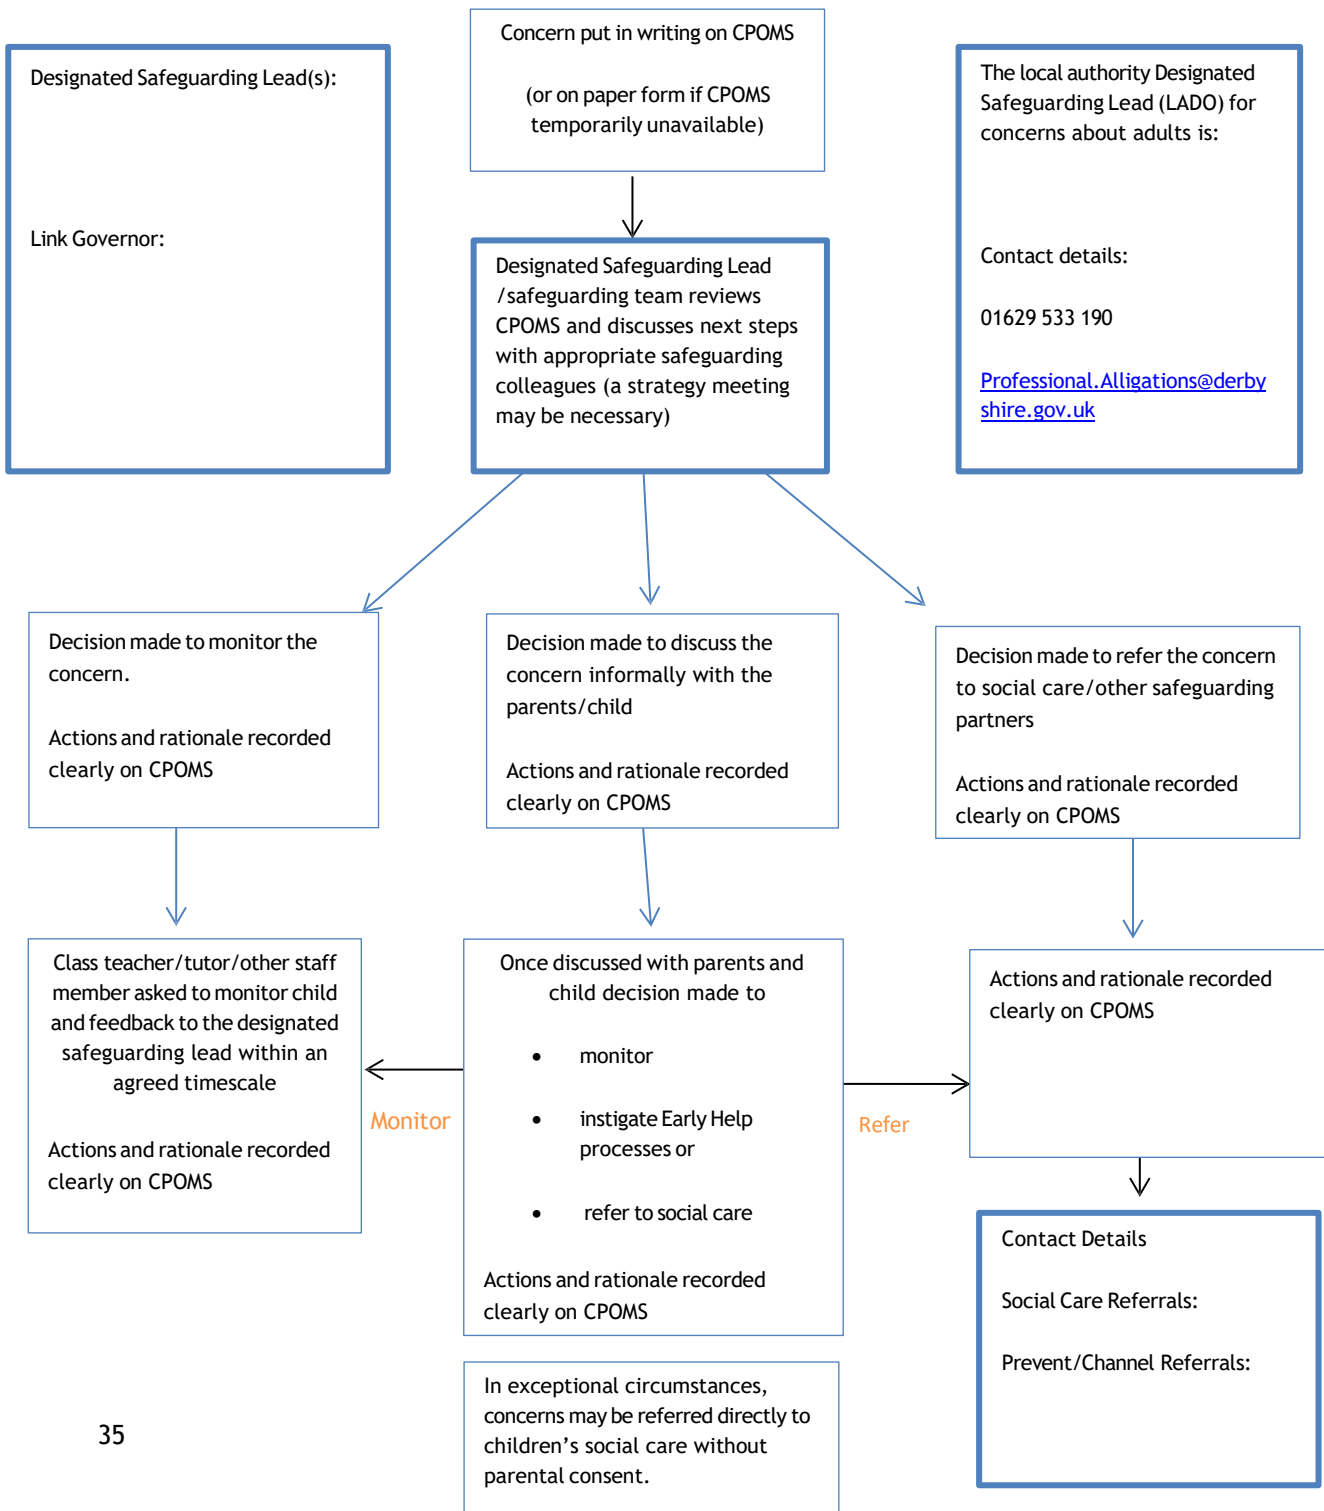 Concern put in writing on CPOMS
(or on paper form if CPOMS
temporarily unavailable)
Designated Safeguarding Lead(s):
Link Governor:
The local authority Designated
Safeguarding Lead (LADO) for
concerns about adults is:
Contact details:
01629 533 190
Professional.Alligations@derby
shire.gov.uk
Designated Safeguarding Lead
/safeguarding team reviews
CPOMS and discusses next steps
with appropriate safeguarding
colleagues (a strategy meeting
may be necessary)
Decision made to monitor the
concern.
Actions and rationale recorded
clearly on CPOMS
Decision made to discuss the
concern informally with the
parents/child
Actions and rationale recorded
clearly on CPOMS
Decision made to refer the concern
to social care/other safeguarding
partners
Actions and rationale recorded
clearly on CPOMS
Class teacher/tutor/other staff
member asked to monitor child
and feedback to the designated
safeguarding lead within an
agreed timescale
Actions and rationale recorded
clearly on CPOMS
Monitor
Once discussed with parents and
child decision made to
• monitor
• instigate Early Help
processes or
• refer to social care
Actions and rationale recorded
clearly on CPOMS
Refer
Actions and rationale recorded
clearly on CPOMS
Contact Details
Social Care Referrals:
Prevent/Channel Referrals:
In exceptional circumstances,
concerns may be referred directly to
children’s social care without
parental consent.
35